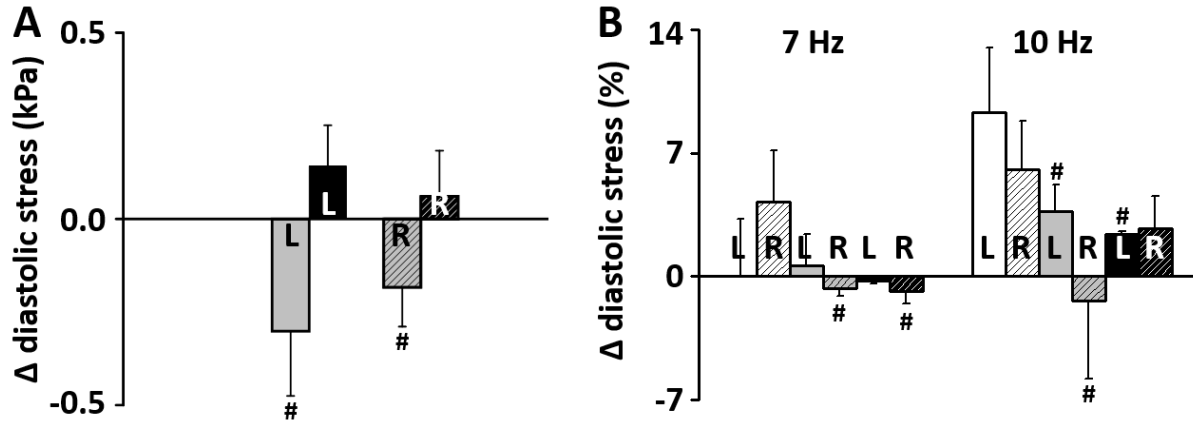 A
Δ diastolic stress (kPa)
0.5
0.0
-0.5
L
L
R
R
#
#
B
Δ diastolic stress (%)
14
7
0
-7
7 Hz
10 Hz
L R L R L R
# #
L R L R L R
# # #